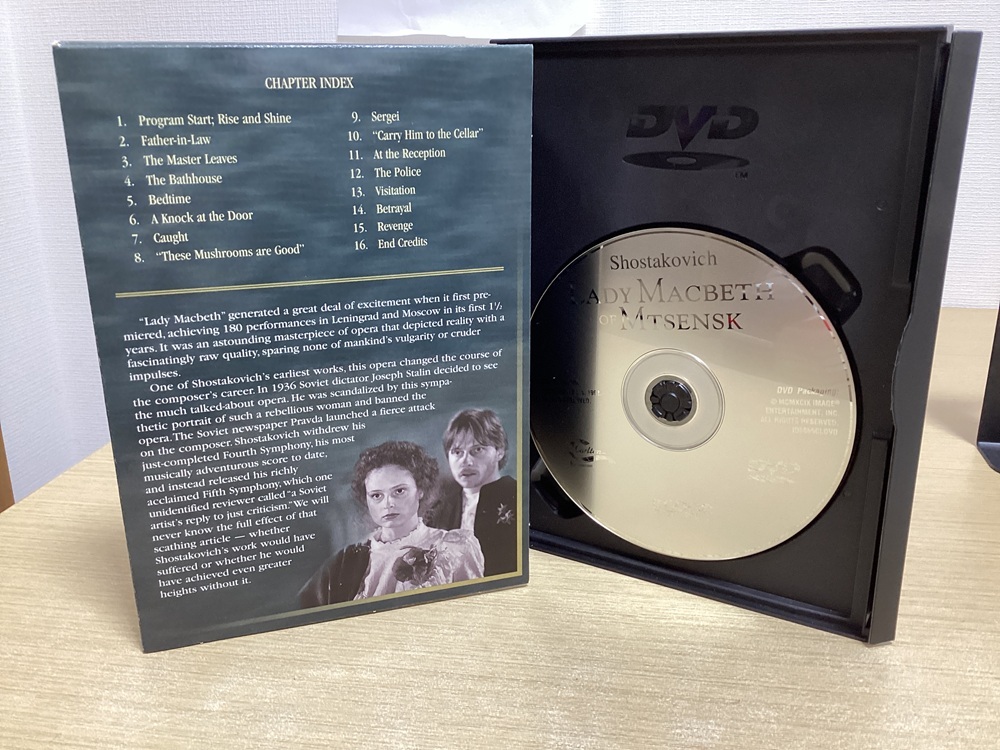 CHAPTER INDEX
1. Program Start; Rise and Shine
2. Father-in-Law
3. The Master Leaves
4. The Bathhouse
5. Bedtime
6. A Knock at the Door
7. Caught
8. “These Mushrooms are Good”
9. Sergei
10. “Carry Him to the Cellar”
11. At the Reception
12. The Police
13. Visitation
14. Betrayal
15. Revenge
16. End Credits
“Lady Macbeth” generated a great deal of excitement when it first pre-
miered, achieving 180 performances in Leningrad and Moscow in its first 1½
years. It was an astounding masterpiece of opera that depicted reality with a
fascinatingly raw quality, sparing none of mankind’s vulgarity or cruder
impulses.
One of Shostakovich’s earliest works, this opera changed the course of
the composer’s career. In 1936 Soviet dictator Joseph Stalin decided to see
the much talked-about opera. He was scandalized by this sympa-
thetic portrait of such a rebellious woman and banned the
opera. The Soviet newspaper Pravda launched a fierce attack
on the composer. Shostakovich withdrew his
just-completed Fourth Symphony, his most
musically adventurous score to date,
and instead released his richly
acclaimed Fifth Symphony, which one
unidentified reviewer called “a Soviet
artist’s reply to just criticism.” We will
never know the full effect of that
scathing article — whether
Shostakovich’s work would have
suffered or whether he would
have achieved even greater
heights without it.
DVD
TM
Shostakovich
LADY MACBETH
OF MTSENSK
DVD Packaging
© MCMXCIX IMAGE
ENTERTAINMENT, INC.
ALL RIGHTS RESERVED.